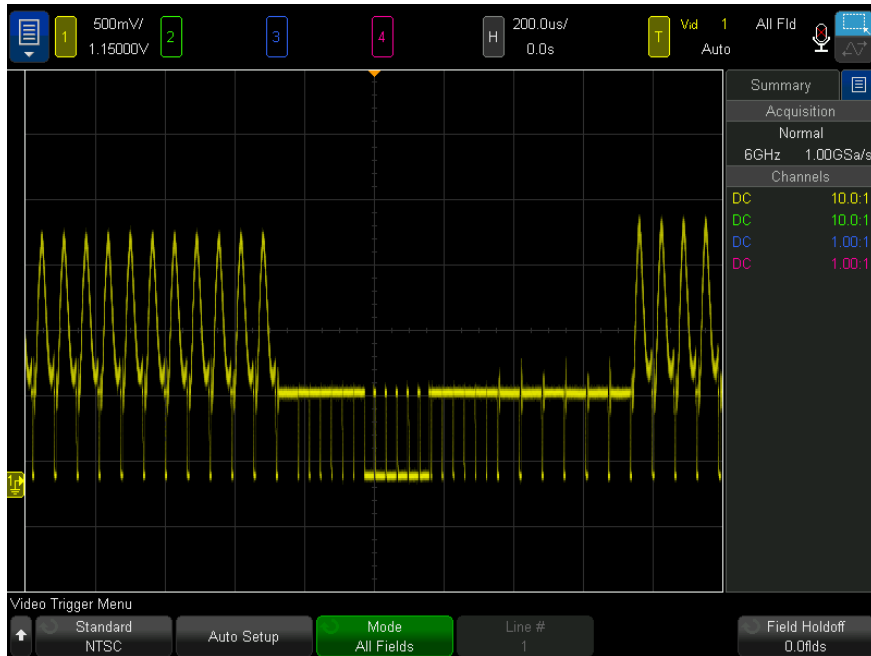 1 500mV/ 2 3 4 H 200.0us/ T Vid 1 All Fld
1.15000V 0.0s Auto
Summary
Acquisition
Normal
6GHz 1.00GSa/s
Channels
DC 10.0:1
DC 10.0:1
DC 1.00:1
DC 1.00:1
1
Video Trigger Menu
Standard
NTSC
Auto Setup
Mode
All Fields
Line #
1
Field Holdoff
0.0flds